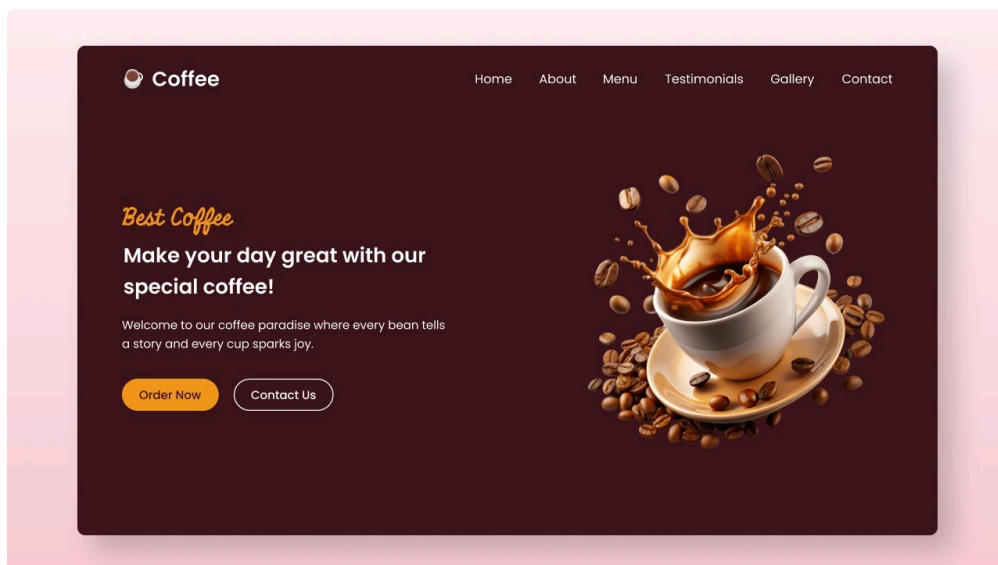 Coffee
Home
About
Menu
Testimonials
Gallery
Contact
Best Coffee
Make your day great with our
special coffee!
Welcome to our coffee paradise where every bean tells
a story and every cup sparks joy.
Order Now
Contact Us